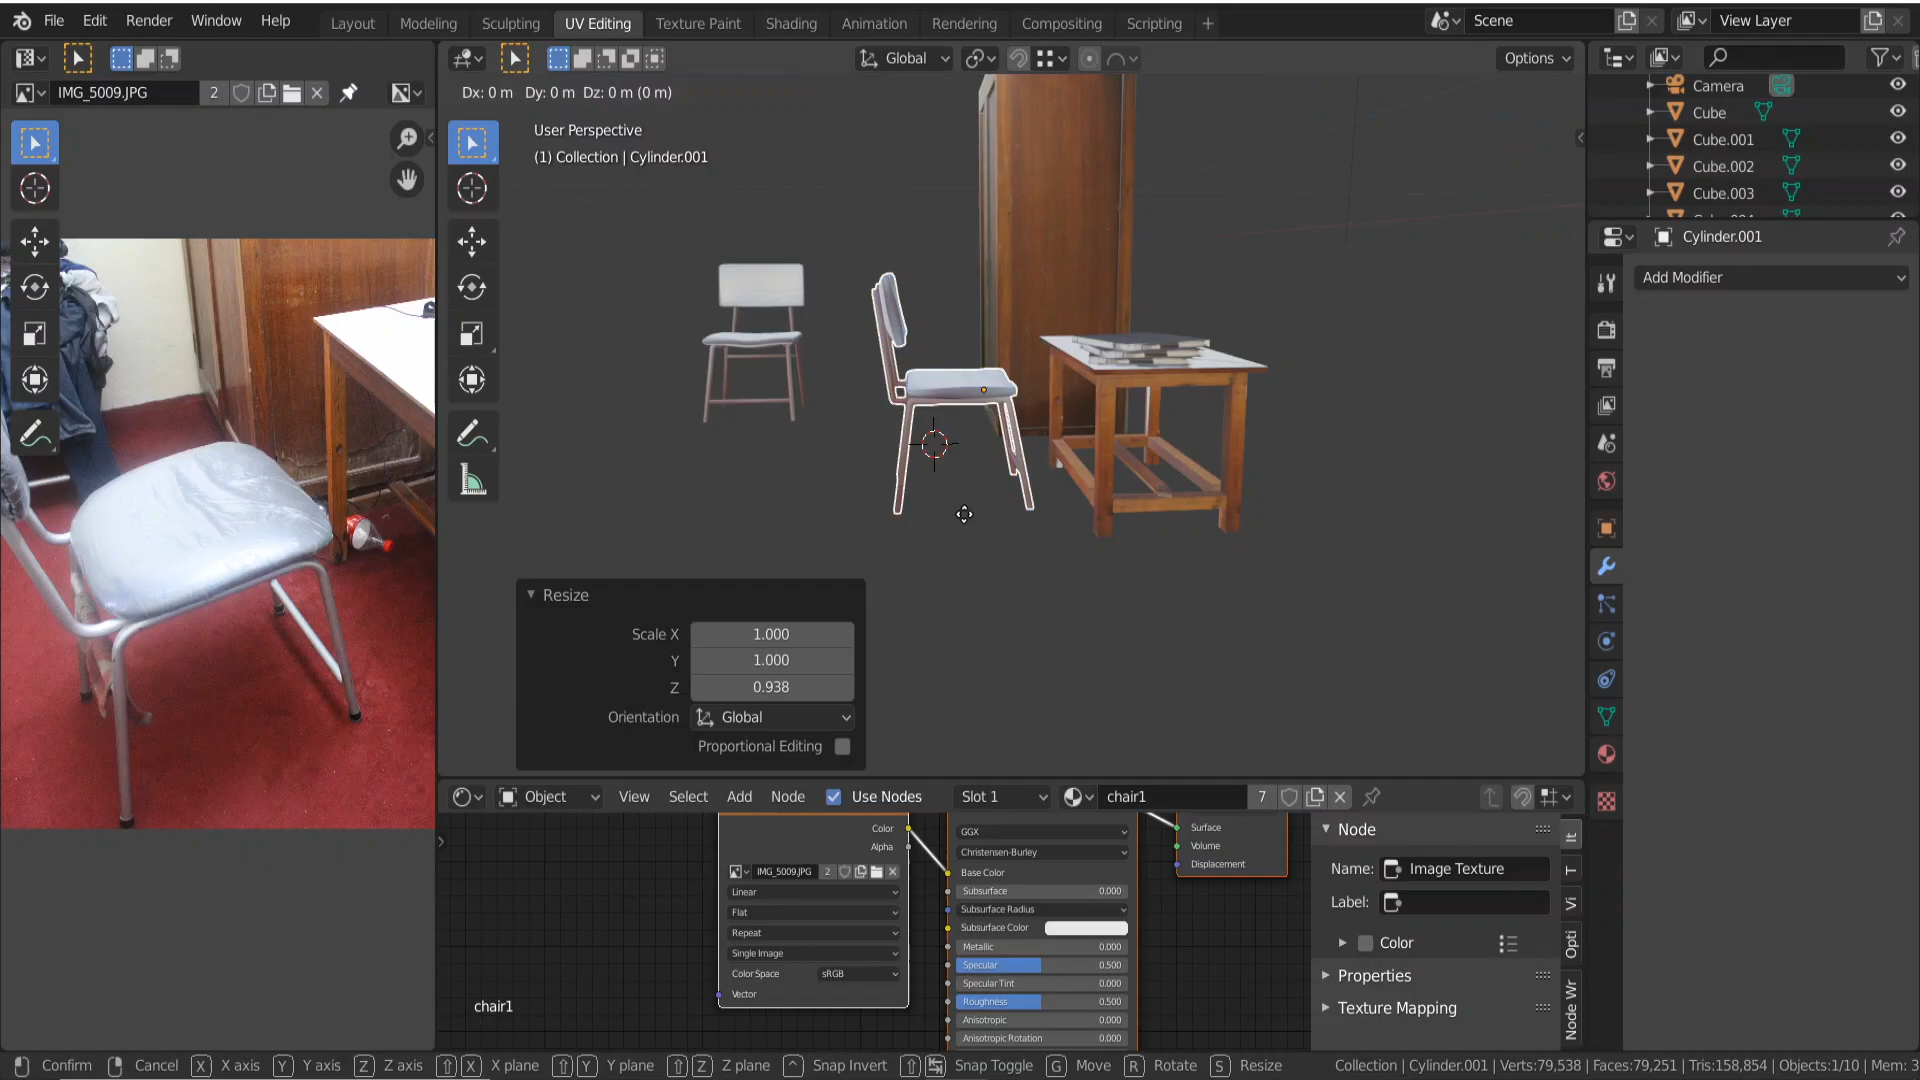 File Edit Render Window Help Layout Modeling Sculpting UV Editing Texture Paint Shading Animation Rendering Compositing Scripting + Scene View Layer
Global Options
IMG_5009.JPG 2
Dx: 0 m Dy: 0 m Dz: 0 m (0 m)
User Perspective
(1) Collection | Cylinder.001
Camera
Cube
Cube.001
Cube.002
Cube.003
Cylinder.001
Add Modifier
Resize
Scale X 1.000
Y 1.000
Z 0.938
Orientation Global
Proportional Editing
Object View Select Add Node Use Nodes Slot 1 chair1 7
Color
Alpha
IMG_5009.JPG 2
Linear
Flat
Repeat
Single Image
Color Space sRGB
Vector
chair1
GGX
Christensen-Burley
Base Color
Subsurface 0.000
Subsurface Radius
Subsurface Color
Metallic 0.000
Specular 0.500
Specular Tint 0.000
Roughness 0.500
Anisotropic 0.000
Anisotropic Rotation 0.000
Surface
Volume
Displacement
Node
Name: Image Texture
Label:
Color
Properties
Texture Mapping
It
T
Vi
Opti
Node Wr
Confirm Cancel X X axis Y Y axis Z Z axis X X plane Y Y plane Z Z plane Snap Invert Snap Toggle G Move R Rotate S Resize Collection | Cylinder.001 | Verts:79,538 | Faces:79,251 | Tris:158,854 | Objects:1/10 | Mem: 3